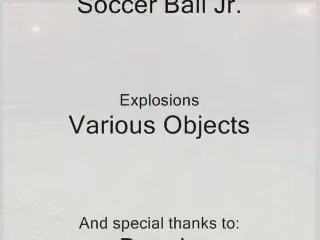 Soccer Ball Jr.
Explosions
Various Objects
And special thanks to: